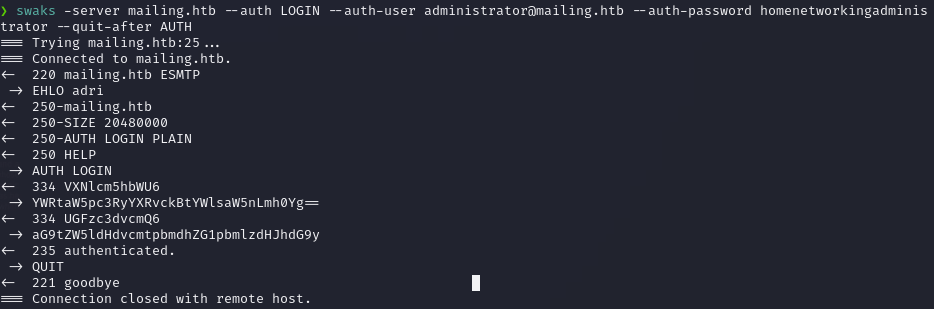 ❯ swaks -server mailing.htb --auth LOGIN --auth-user administrator@mailing.htb --auth-password homenetworkingadminis
trator --quit-after AUTH
=== Trying mailing.htb:25...
=== Connected to mailing.htb.
<-  220 mailing.htb ESMTP
 -> EHLO adri
<-  250-mailing.htb
<-  250-SIZE 20480000
<-  250-AUTH LOGIN PLAIN
<-  250 HELP
 -> AUTH LOGIN
<-  334 VXNlcm5hbWU6
 -> YWRtaW5pc3RyYXRvckBtYWlsaW5nLmh0Yg==
<-  334 UGFzc3dvcmQ6
 -> aG9tZW5ldHdvcmtpbmdhZG1pbmlzdHJhdG9y
<-  235 authenticated.
 -> QUIT
<-  221 goodbye
=== Connection closed with remote host.